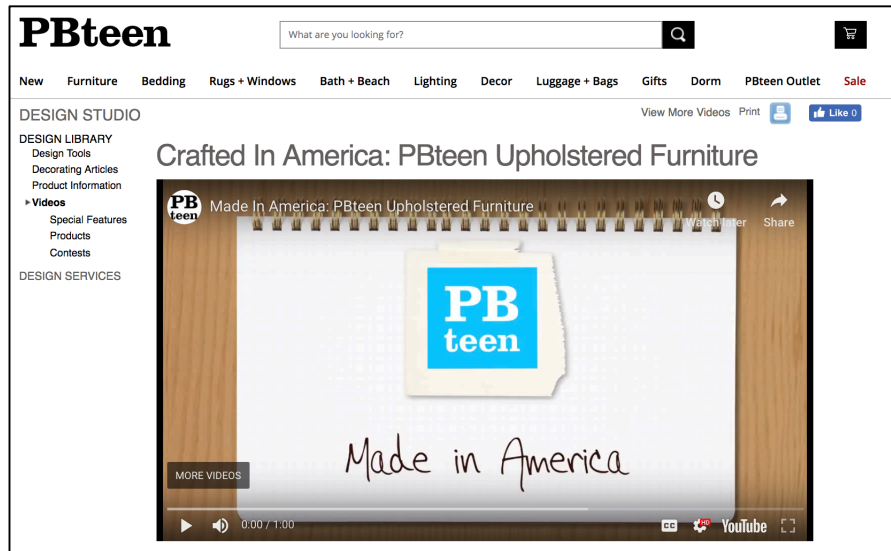 PBteen
What are you looking for?
New Furniture Bedding Rugs + Windows Bath + Beach Lighting Decor Luggage + Bags Gifts Dorm PBteen Outlet Sale
DESIGN STUDIO
View More Videos Print Like 0
DESIGN LIBRARY
Design Tools
Decorating Articles
Product Information
Videos
Special Features
Products
Contests
DESIGN SERVICES
Crafted In America: PBteen Upholstered Furniture
PB
teen
Made In America: PBteen Upholstered Furniture
Watch later Share
PB
teen
Made in America
MORE VIDEOS
0:00 / 1:00
CC HD YouTube